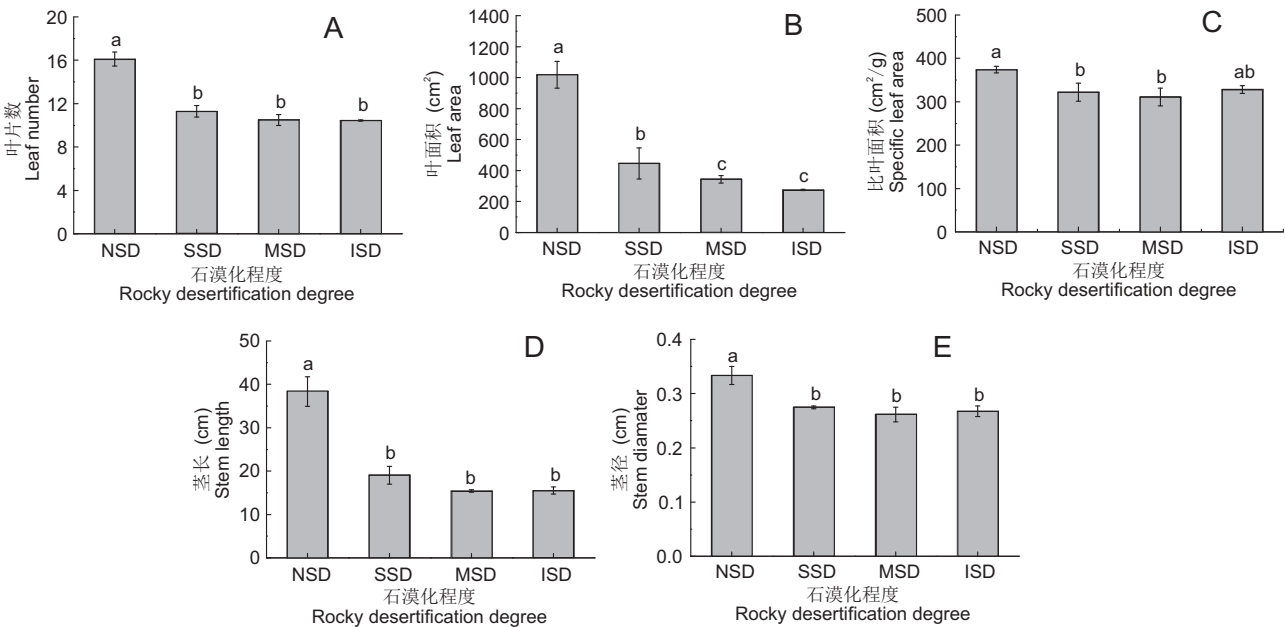 A
叶片数
Leaf number
20
16
12
8
4
0
a
b
b
b
NSD
SSD
MSD
ISD
石漠化程度
Rocky desertification degree
B
叶面积 (cm²)
Leaf area
1400
1200
1000
800
600
400
200
0
a
b
c
c
NSD
SSD
MSD
ISD
石漠化程度
Rocky desertification degree
C
比叶面积 (cm²/g)
Specific leaf area
500
400
300
200
100
0
a
b
b
ab
NSD
SSD
MSD
ISD
石漠化程度
Rocky desertification degree
D
茎长 (cm)
Stem length
50
40
30
20
10
0
a
b
b
b
NSD
SSD
MSD
ISD
石漠化程度
Rocky desertification degree
E
茎径 (cm)
Stem diamater
0.4
0.3
0.2
0.1
0.0
a
b
b
b
NSD
SSD
MSD
ISD
石漠化程度
Rocky desertification degree